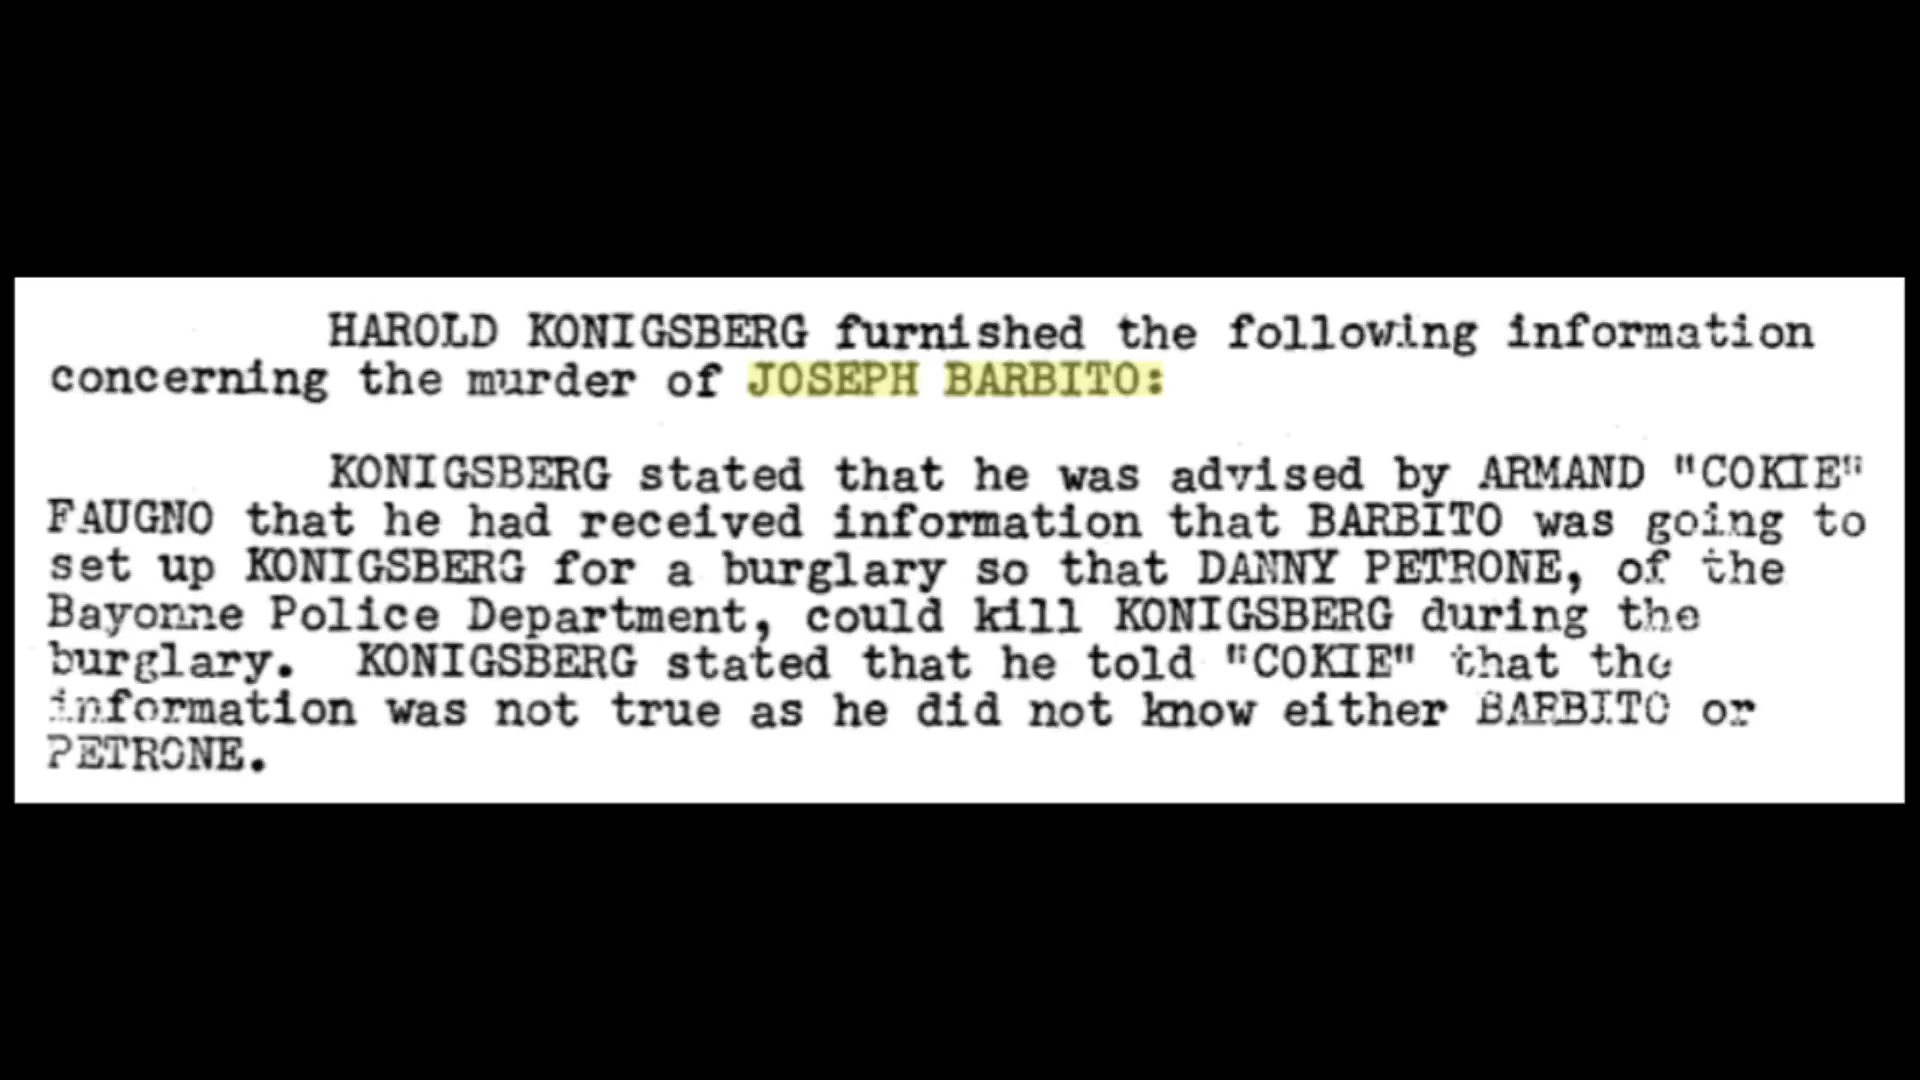 HAROLD KONIGSBERG furnished the following information
concerning the murder of JOSEPH BARBITO:
KONIGSBERG stated that he was advised by ARMAND "COKIE"
FAUGNO that he had received information that BARBITO was going to
set up KONIGSBERG for a burglary so that DANNY PETRONE, of the
Bayonne Police Department, could kill KONIGSBERG during the
burglary. KONIGSBERG stated that he told "COKIE" that the
information was not true as he did not know either BARBITO or
PETRONE.